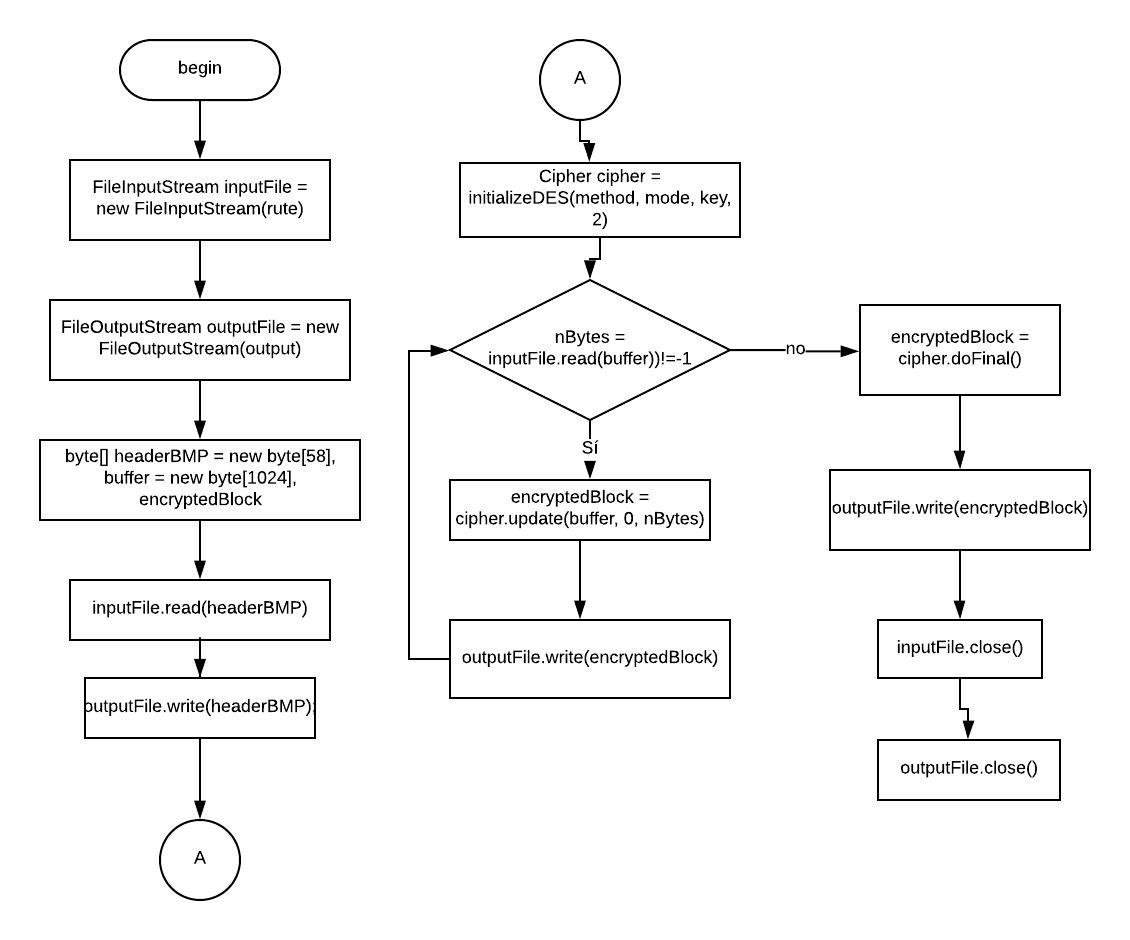 begin
FileInputStream inputFile =
new FileInputStream(rute)
FileOutputStream outputFile = new
FileOutputStream(output)
byte[] headerBMP = new byte[58],
buffer = new byte[1024],
encryptedBlock
inputFile.read(headerBMP)
outputFile.write(headerBMP);
A
A
Cipher cipher =
initializeDES(method, mode, key,
2)
nBytes =
inputFile.read(buffer))!=-1
no
Sí
encryptedBlock =
cipher.update(buffer, 0, nBytes)
outputFile.write(encryptedBlock)
encryptedBlock =
cipher.doFinal()
outputFile.write(encryptedBlock)
inputFile.close()
outputFile.close()